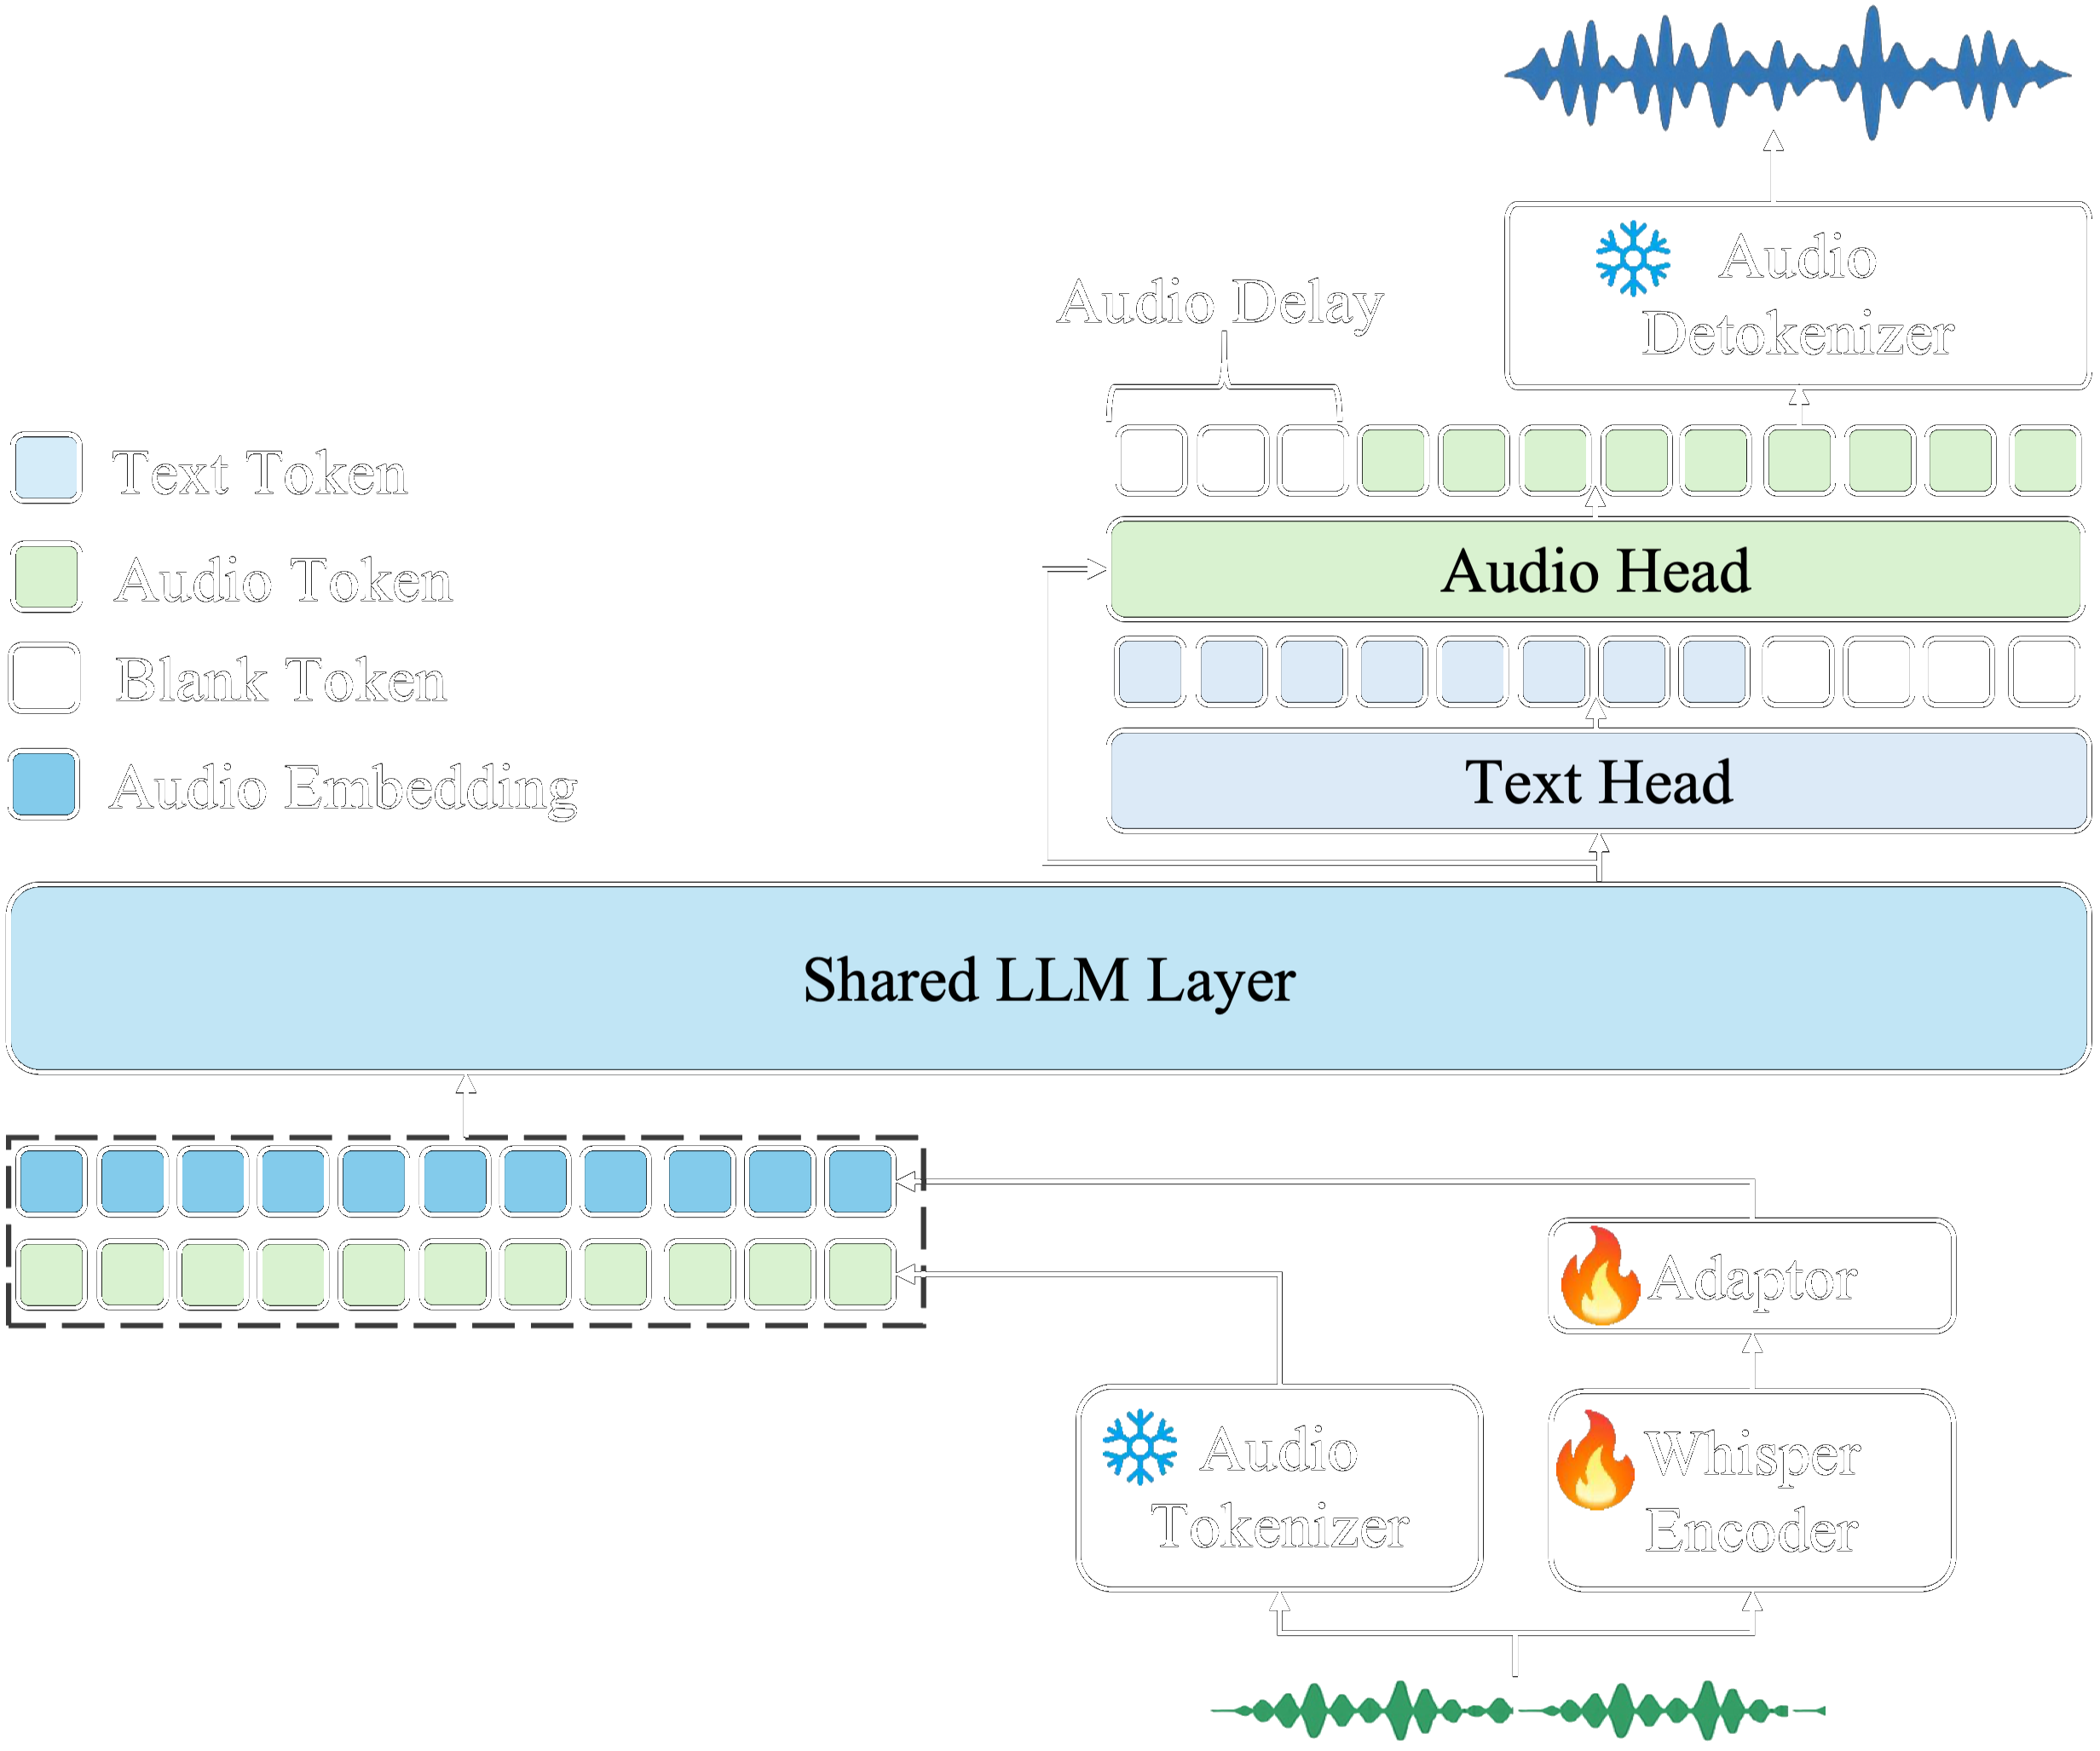 Audio
Detokenizer
Audio Delay
Text Token
Audio Token
Blank Token
Audio Embedding
Audio Head
Text Head
Shared LLM Layer
Adaptor
Audio
Tokenizer
Whisper
Encoder